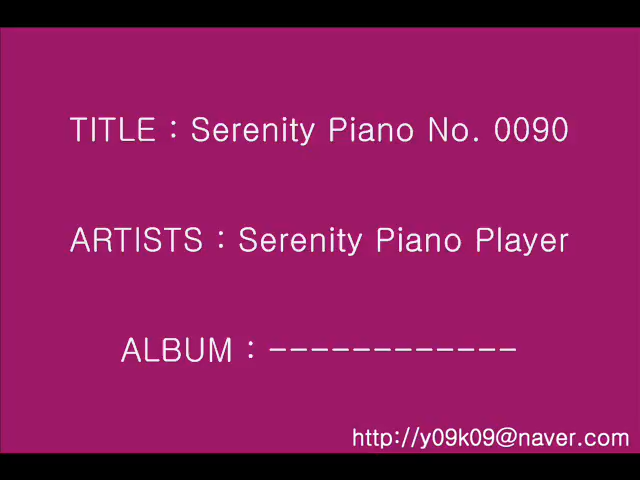 TITLE : Serenity Piano No. 0090
ARTISTS : Serenity Piano Player
ALBUM : ------------
http://y09k09@naver.com